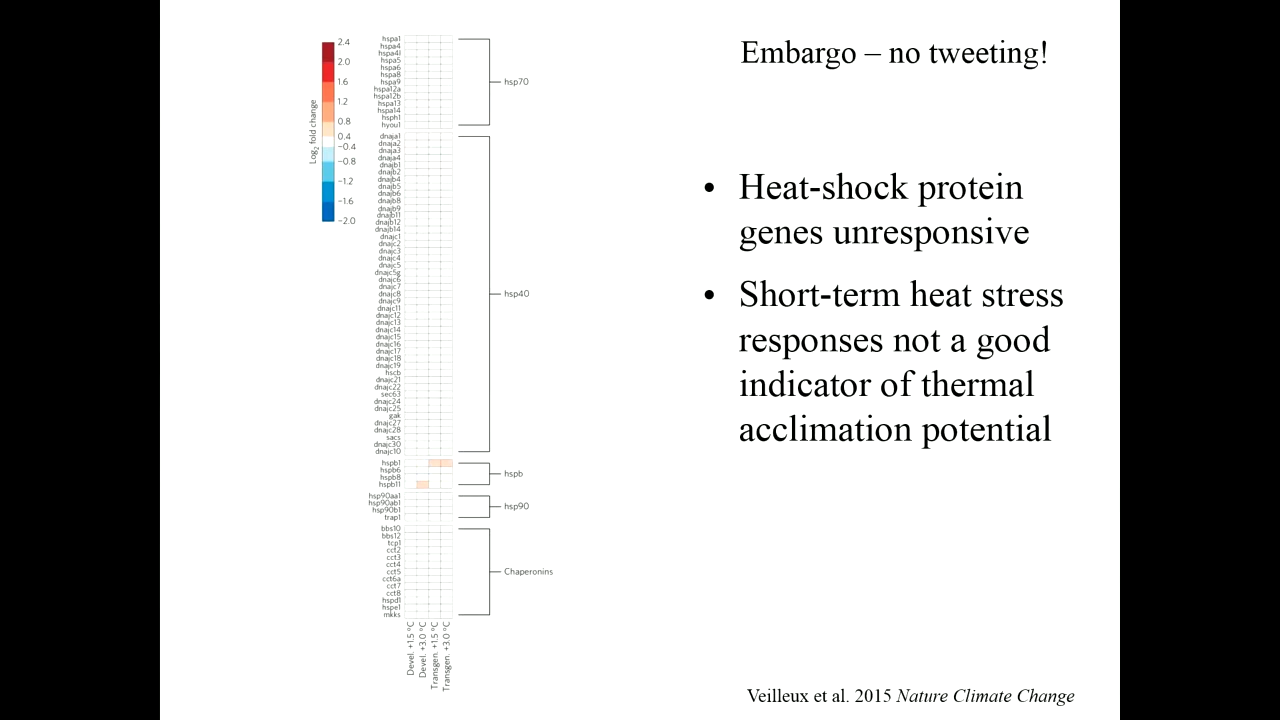 Embargo – no tweeting!
2.4
2.0
1.6
1.2
0.8
0.4
−0.4
−0.8
−1.2
−1.6
−2.0
Log2 fold change
hspa1
hspa4
hspa4l
hspa5
hspa6
hspa8
hspa9
hspa12a
hspa12b
hspa13
hspa14
hsph1
hyou1
hsp70
dnaja1
dnaja2
dnaja3
dnaja4
dnajb1
dnajb2
dnajb4
dnajb5
dnajb6
dnajb8
dnajb9
dnajb11
dnajb12
dnajb14
dnajc1
dnajc2
dnajc3
dnajc4
dnajc5
dnajc5g
dnajc6
dnajc7
dnajc8
dnajc9
dnajc11
dnajc12
dnajc13
dnajc14
dnajc15
dnajc16
dnajc17
dnajc18
dnajc19
hscb
dnajc21
dnajc22
sec63
dnajc24
dnajc25
gak
dnajc27
dnajc28
sacs
dnajc30
dnajc10
hsp40
hspb1
hspb6
hspb8
hspb11
hspb
hsp90aa1
hsp90ab1
hsp90b1
trap1
hsp90
bbs10
bbs12
tcp1
cct2
cct3
cct4
cct5
cct6a
cct7
cct8
hspd1
hspe1
mkks
Chaperonins
Devel. +1.5 °C
Devel. +3.0 °C
Transgen. +1.5 °C
Transgen. +3.0 °C
• Heat-shock protein
genes unresponsive
• Short-term heat stress
responses not a good
indicator of thermal
acclimation potential
Veilleux et al. 2015 Nature Climate Change